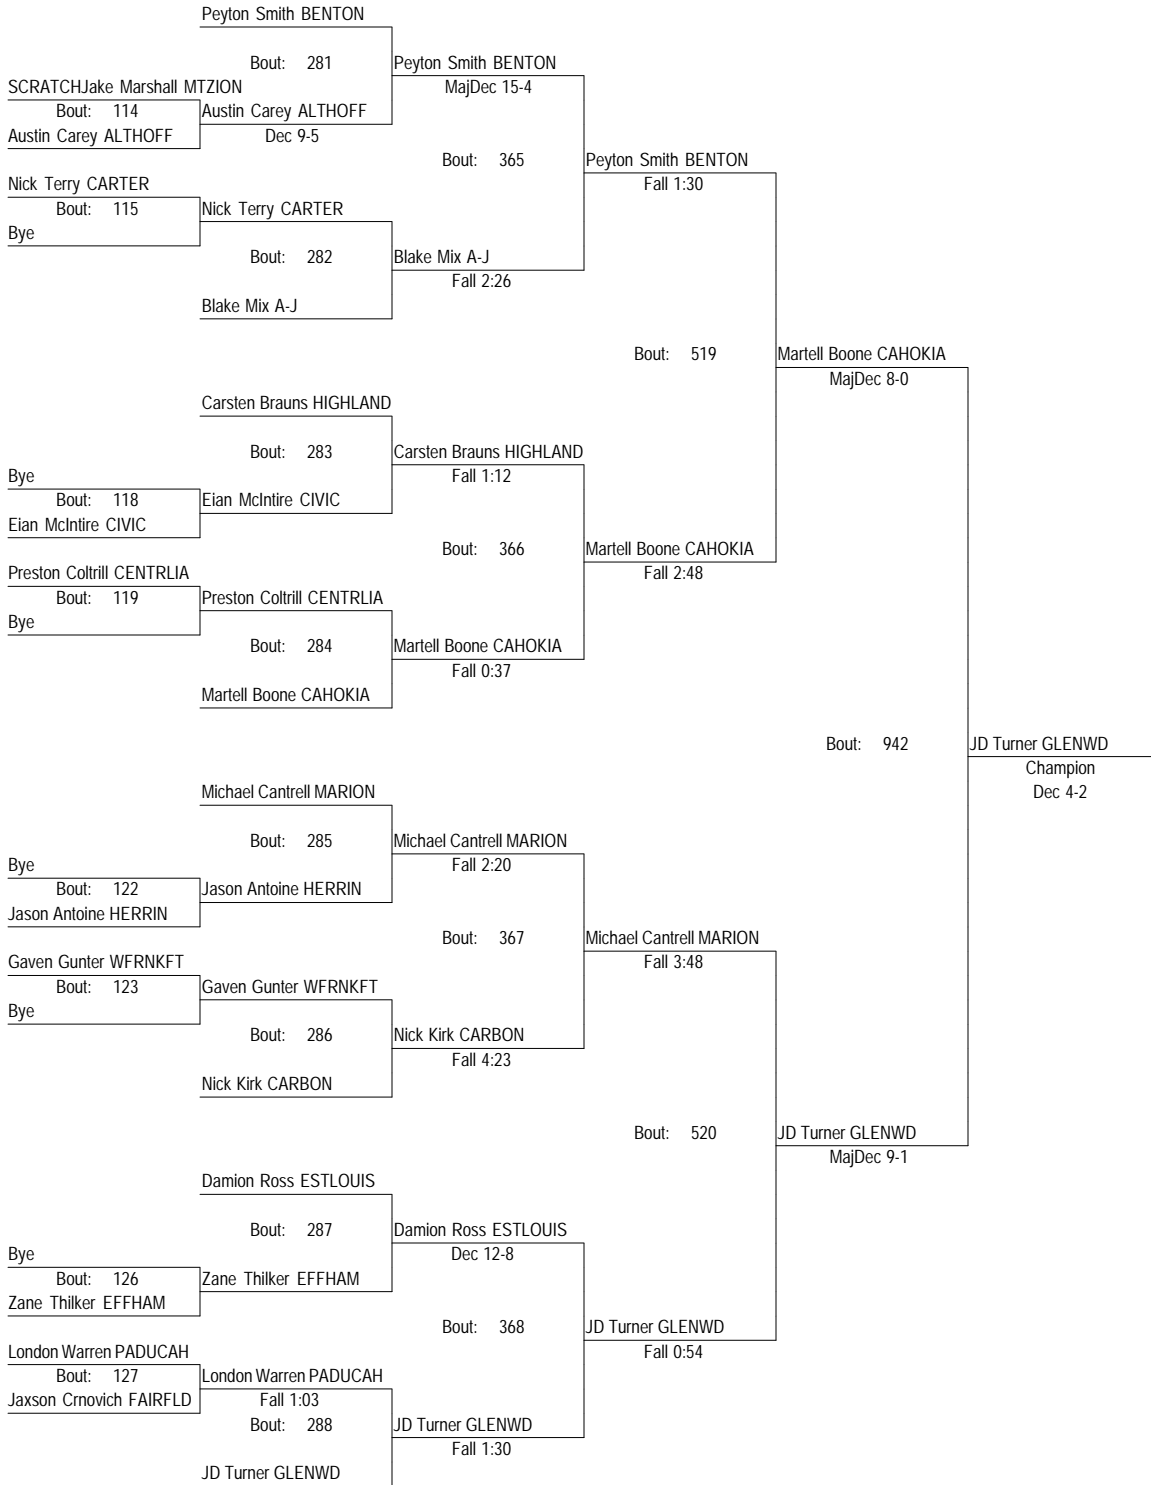 Peyton Smith BENTON
Bout: 281
Peyton Smith BENTON
SCRATCHJake Marshall MTZION
MajDec 15-4
Bout: 114
Austin Carey ALTHOFF
Austin Carey ALTHOFF
Dec 9-5
Bout: 365
Peyton Smith BENTON
Nick Terry CARTER
Fall 1:30
Bout: 115
Nick Terry CARTER
Bye
Bout: 282
Blake Mix A-J
Fall 2:26
Blake Mix A-J
Bout: 519
Martell Boone CAHOKIA
MajDec 8-0
Carsten Brauns HIGHLAND
Bout: 283
Carsten Brauns HIGHLAND
Bye
Fall 1:12
Bout: 118
Eian McIntire CIVIC
Eian McIntire CIVIC
Bout: 366
Martell Boone CAHOKIA
Preston Coltrill CENTRLIA
Fall 2:48
Bout: 119
Preston Coltrill CENTRLIA
Bye
Bout: 284
Martell Boone CAHOKIA
Fall 0:37
Martell Boone CAHOKIA
Bout: 942
JD Turner GLENWD
Champion
Dec 4-2
Michael Cantrell MARION
Bout: 285
Michael Cantrell MARION
Bye
Fall 2:20
Bout: 122
Jason Antoine HERRIN
Jason Antoine HERRIN
Bout: 367
Michael Cantrell MARION
Gaven Gunter WFRNKFT
Fall 3:48
Bout: 123
Gaven Gunter WFRNKFT
Bye
Bout: 286
Nick Kirk CARBON
Fall 4:23
Nick Kirk CARBON
Bout: 520
JD Turner GLENWD
MajDec 9-1
Damion Ross ESTLOUIS
Bout: 287
Damion Ross ESTLOUIS
Bye
Dec 12-8
Bout: 126
Zane Thilker EFFHAM
Zane Thilker EFFHAM
Bout: 368
JD Turner GLENWD
London Warren PADUCAH
Fall 0:54
Bout: 127
London Warren PADUCAH
Jaxson Crnovich FAIRFLD
Fall 1:03
Bout: 288
JD Turner GLENWD
Fall 1:30
JD Turner GLENWD